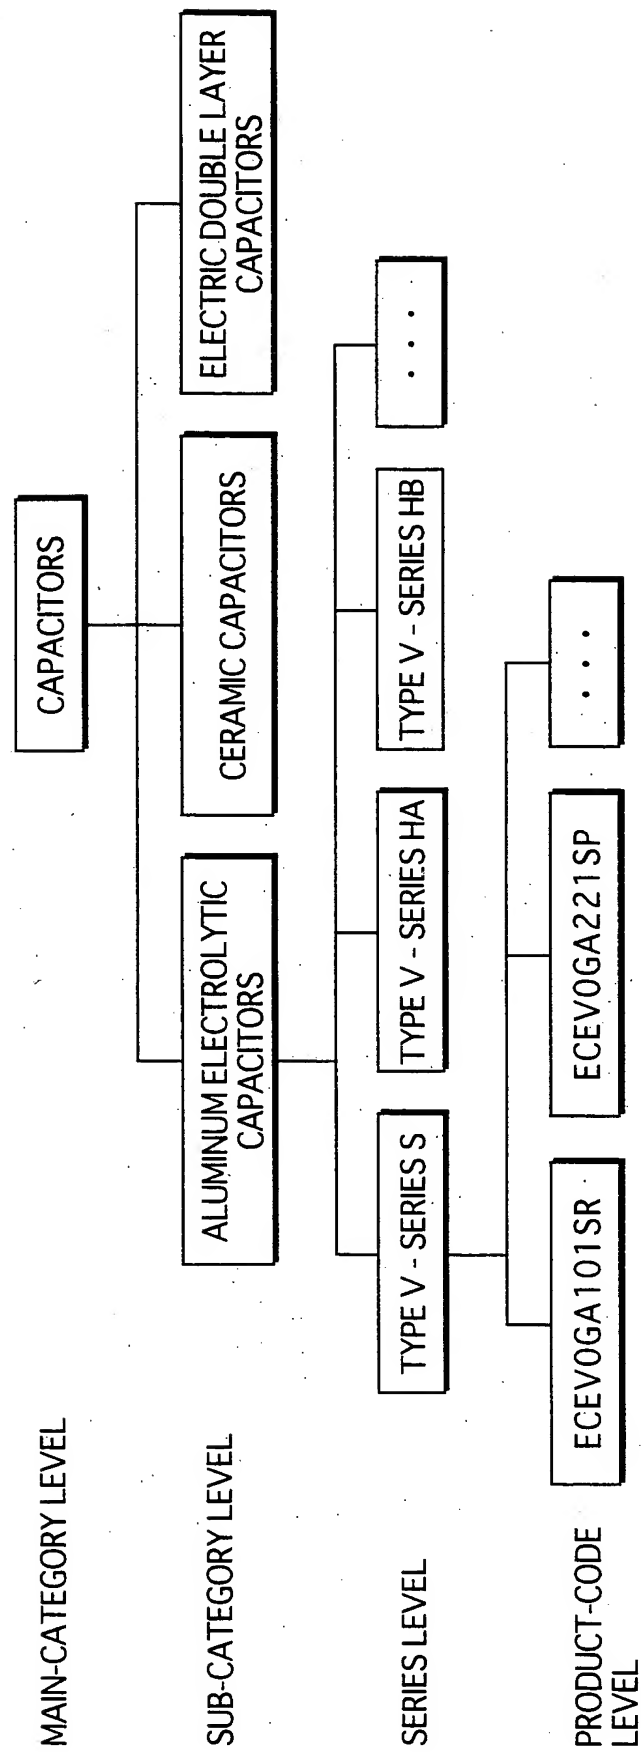 MAIN-CATEGORY LEVEL
CAPACITORS
SUB-CATEGORY LEVEL
ALUMINUM ELECTROLYTIC
CAPACITORS
CERAMIC CAPACITORS
ELECTRIC DOUBLE LAYER
CAPACITORS
SERIES LEVEL
TYPE V - SERIES S
TYPE V - SERIES HA
TYPE V - SERIES HB
. . .
PRODUCT-CODE
LEVEL
ECEV0GA101SR
ECEV0GA221SP
. . .